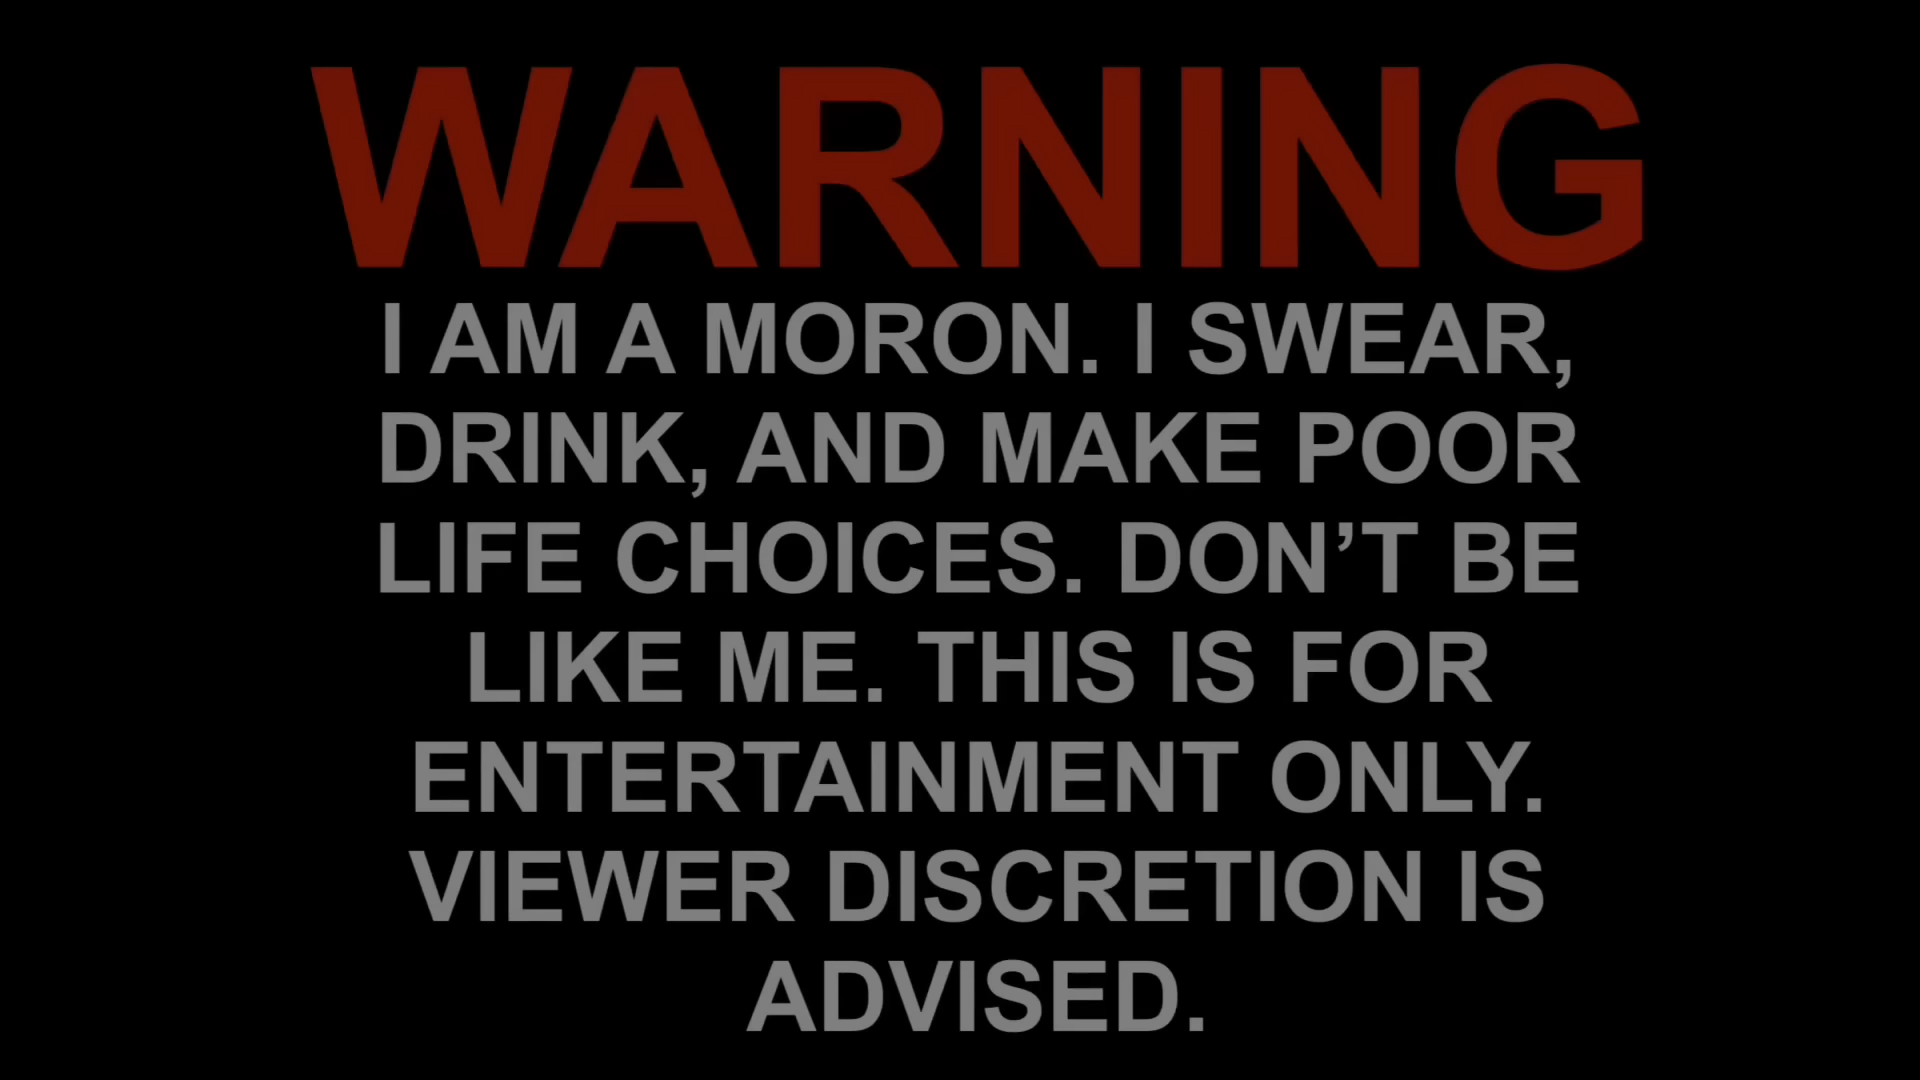 WARNING
I AM A MORON. I SWEAR,
DRINK, AND MAKE POOR
LIFE CHOICES. DON’T BE
LIKE ME. THIS IS FOR
ENTERTAINMENT ONLY.
VIEWER DISCRETION IS
ADVISED.